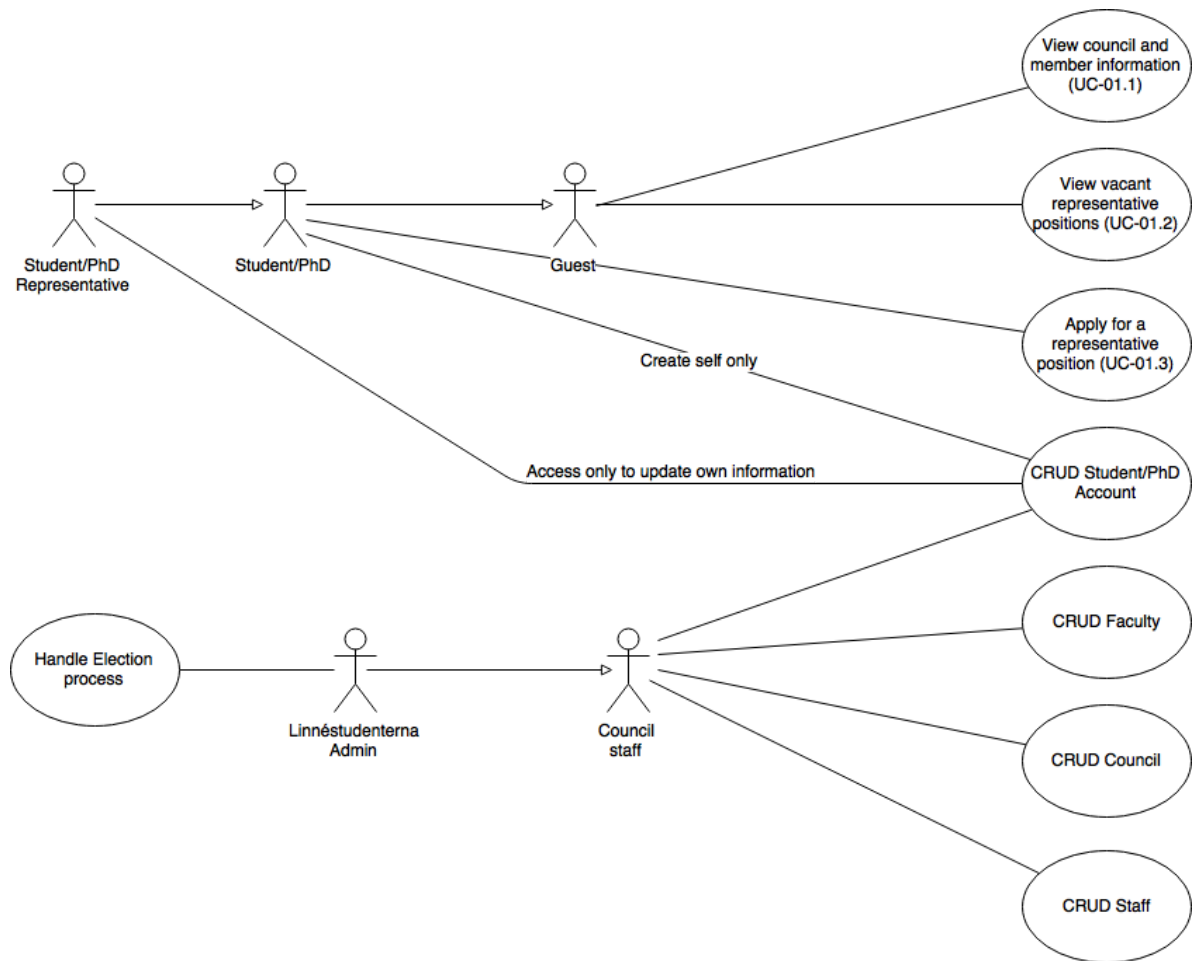 View council and
member information
(UC-01.1)
View vacant
representative
positions (UC-01.2)
Student/PhD
Representative
Student/PhD
Guest
Apply for a
representative
position (UC-01.3)
Create self only
Access only to update own information
CRUD Student/PhD
Account
CRUD Faculty
Handle Election
process
Linnéstudenterna
Admin
Council
staff
CRUD Council
CRUD Staff